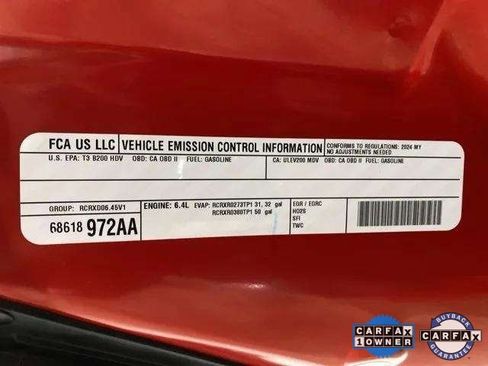 FCA US LLC VEHICLE EMISSION CONTROL INFORMATION CONFORMS TO REGULATIONS: 2024 MY
NO ADJUSTMENTS NEEDED.
U.S. EPA: T3 B200 HDV OBD: CA OBD II FUEL: GASOLINE CA: ULEV200 MDV OBD: CA OBD II FUEL: GASOLINE
GROUP: RCRXD06.45V1 ENGINE: 6.4L EVAP: RCRXR0273TP1 31, 32 gal EGR / EGRC
RCRXR0380TP1 50 gal HO2S
68618 972AA SFI
TWC
CARFAX
1 OWNER
BUYBACK
CARFAX
GUARANTEE